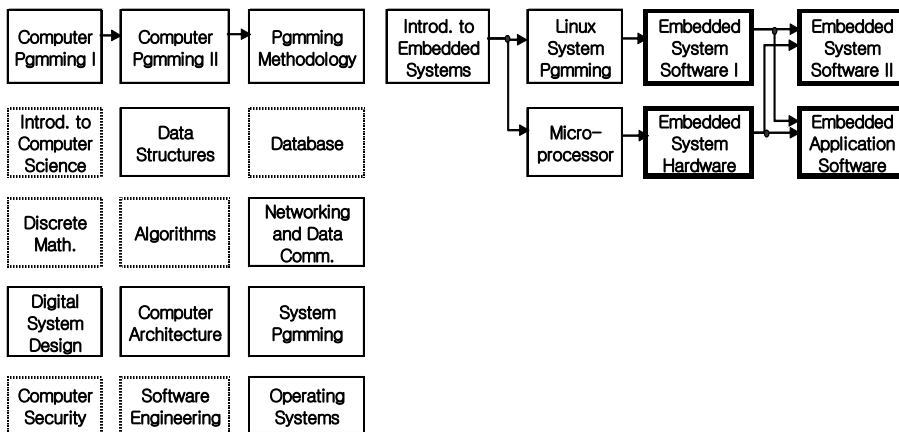 Computer
Pgmming I
Computer
Pgmming II
Pgmming
Methodology
Introd. to
Embedded
Systems
Linux
System
Pgmming
Embedded
System
Software I
Embedded
System
Software II
Introd. to
Computer
Science
Data
Structures
Database
Micro-
processor
Embedded
System
Hardware
Embedded
Application
Software
Discrete
Math.
Algorithms
Networking
and Data
Comm.
Digital
System
Design
Computer
Architecture
System
Pgmming
Computer
Security
Software
Engineering
Operating
Systems